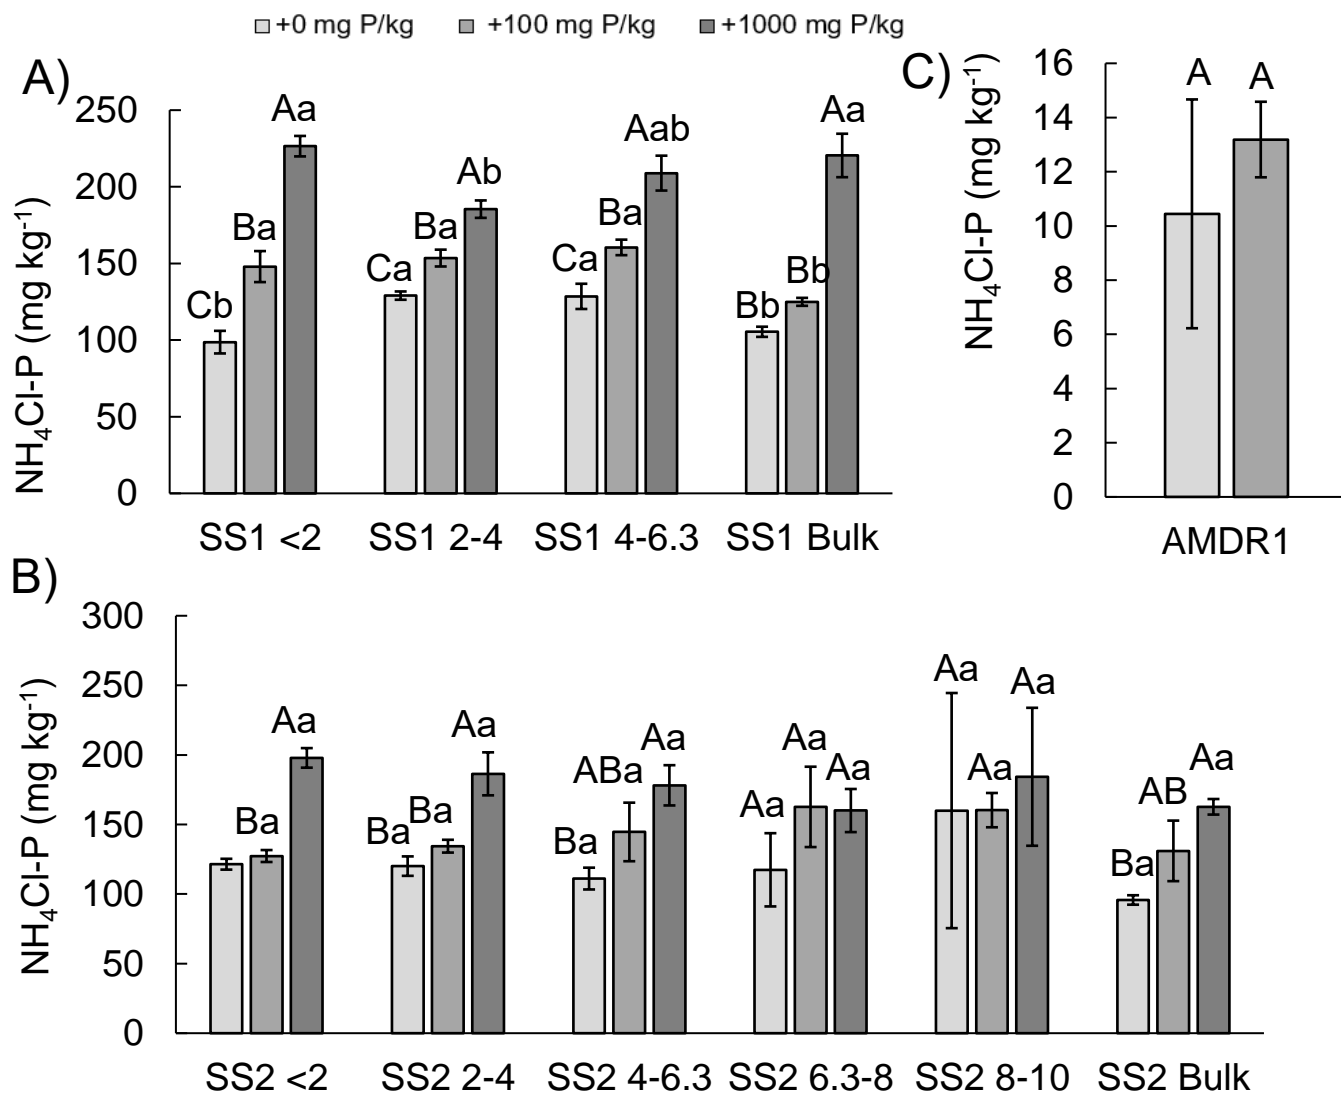 +0 mg P/kg +100 mg P/kg +1000 mg P/kg
A)
NH₄Cl-P (mg kg⁻¹)
250
200
150
100
50
0
Cb Ba Aa
Ca Ba Ab
Ca Ba Aab
Bb Bb Aa
SS1 <2 SS1 2-4 SS1 4-6.3 SS1 Bulk
C)
NH₄Cl-P (mg kg⁻¹)
16
14
12
10
8
6
4
2
0
A A
AMDR1
B)
NH₄Cl-P (mg kg⁻¹)
300
250
200
150
100
50
0
Ba Aa
Ba Ba Aa
Ba ABa Aa
Aa Aa Aa
Aa Aa Aa
Ba AB Aa
SS2 <2 SS2 2-4 SS2 4-6.3 SS2 6.3-8 SS2 8-10 SS2 Bulk